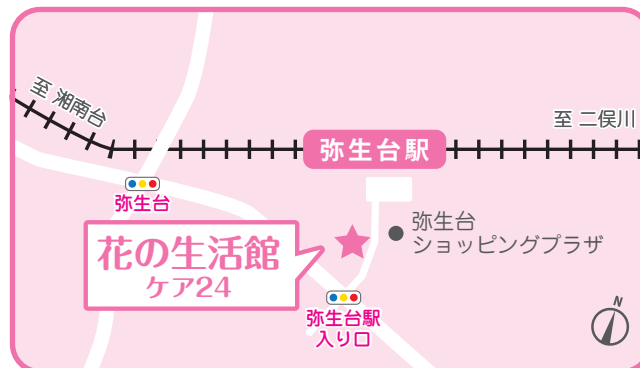 至 湘南台
至 二俣川
弥生台駅
弥生台
弥生台
ショッピングプラザ
花の生活館
ケア24
弥生台駅
入り口
N